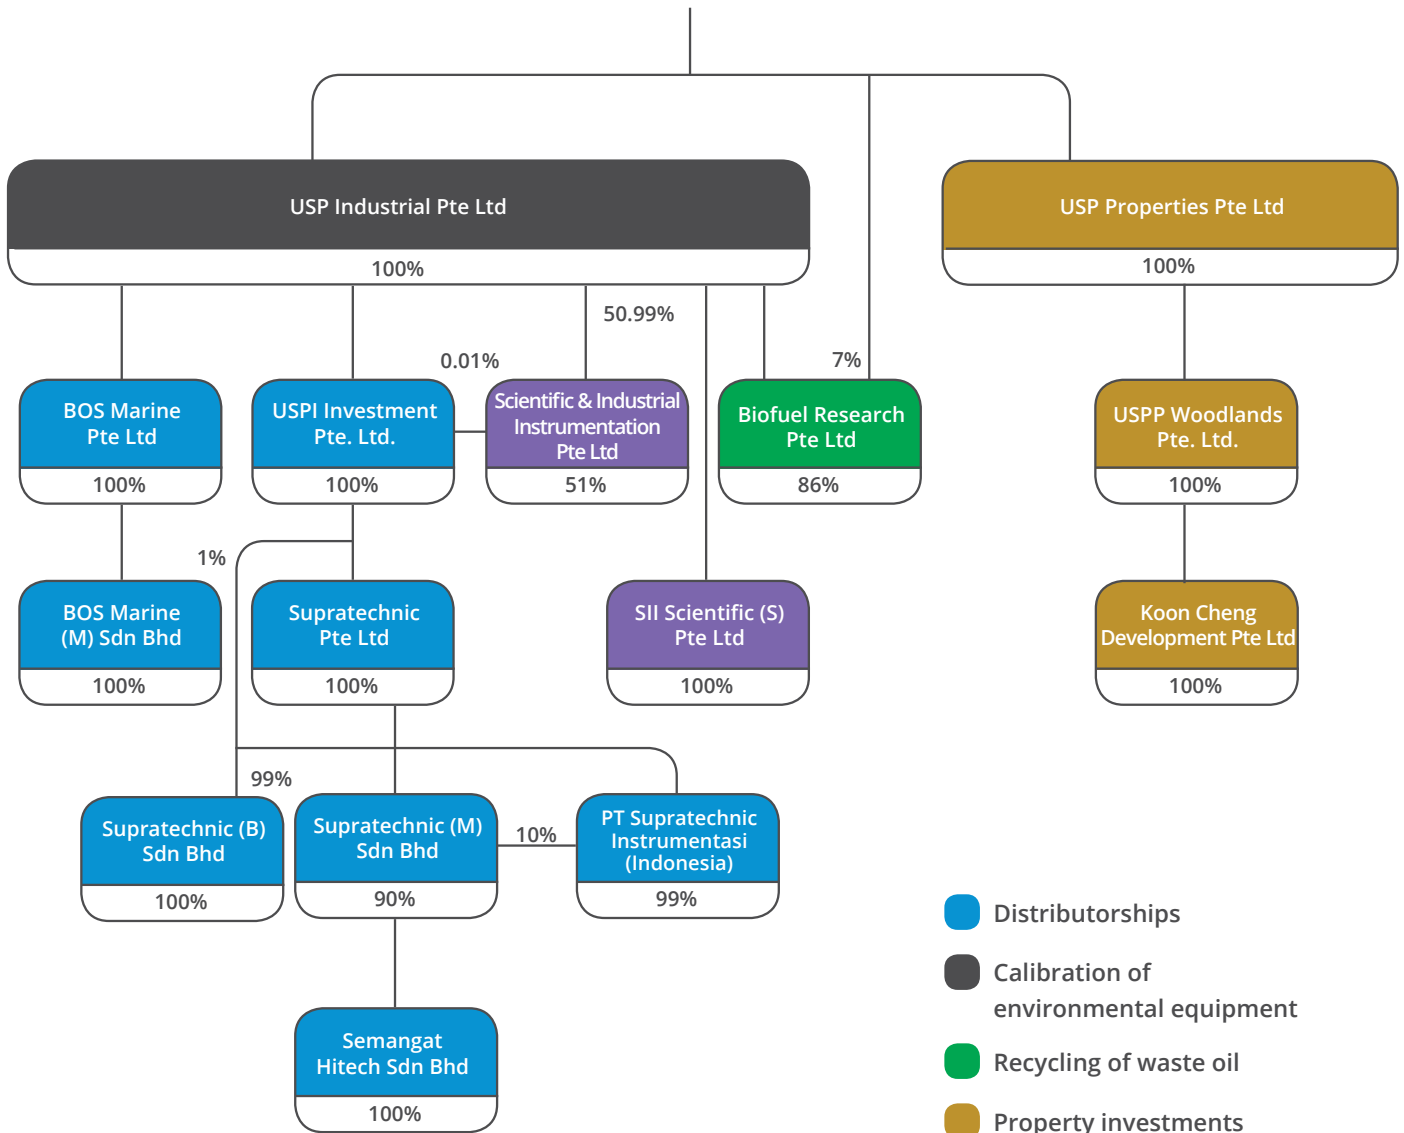 USP Industrial Pte Ltd
100%
USP Properties Pte Ltd
100%
50.99%
0.01%
7%
BOS Marine
Pte Ltd
100%
USPI Investment
Pte. Ltd.
100%
Scientific & Industrial
Instrumentation
Pte Ltd
51%
Biofuel Research
Pte Ltd
86%
USPP Woodlands
Pte. Ltd.
100%
1%
BOS Marine
(M) Sdn Bhd
100%
Supratechnic
Pte Ltd
100%
SII Scientific (S)
Pte Ltd
100%
Koon Cheng
Development Pte Ltd
100%
99%
Supratechnic (B)
Sdn Bhd
100%
Supratechnic (M)
Sdn Bhd
90%
10%
PT Supratechnic
Instrumentasi
(Indonesia)
99%
Semangat
Hitech Sdn Bhd
100%
Distributorships
Calibration of
environmental equipment
Recycling of waste oil
Property investments